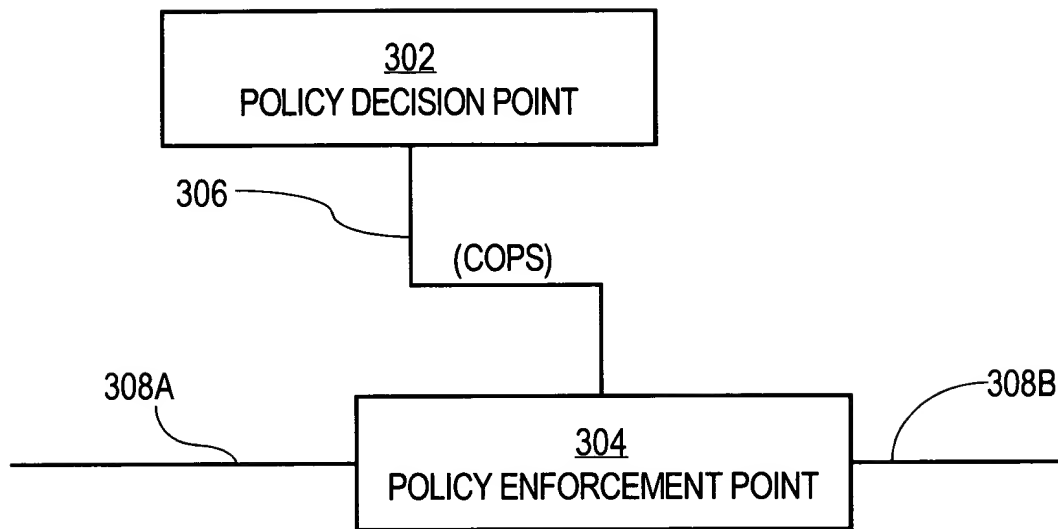 302
POLICY DECISION POINT
306
(COPS)
308A
308B
304
POLICY ENFORCEMENT POINT